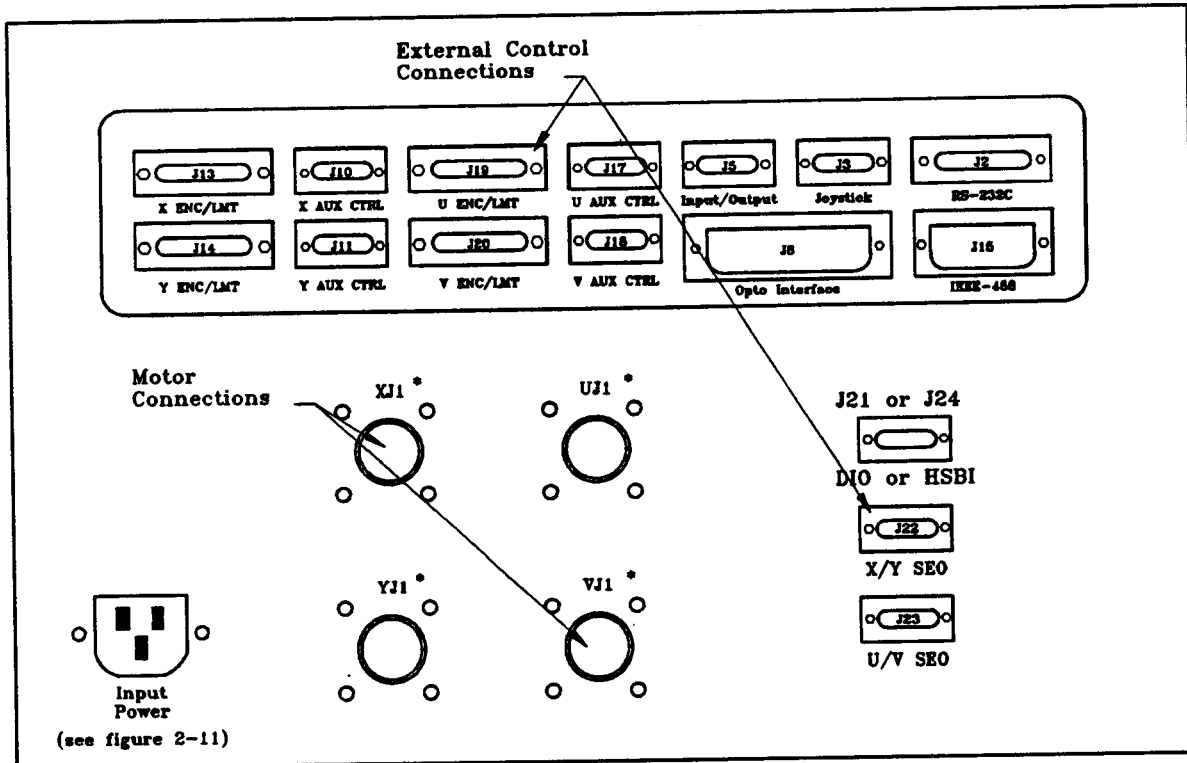 External Control
Connections
J13
J10
J19
J17
J5
J3
J2
X ENC/LMT
X AUX CTRL
U ENC/LMT
U AUX CTRL
Input/Output
Joystick
RS-232C
J14
J11
J20
J18
J6
J15
Y ENC/LMT
Y AUX CTRL
V ENC/LMT
V AUX CTRL
Opto Interface
IEEE-488
Motor
Connections
XJ1 *
UJ1 *
J21 or J24
DIO or HSBI
J22
X/Y SEO
YJ1 *
VJ1 *
J23
U/V SEO
Input
Power
(see figure 2-11)